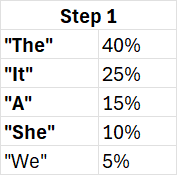 Step 1
"The" 40%
"It" 25%
"A" 15%
"She" 10%
"We" 5%